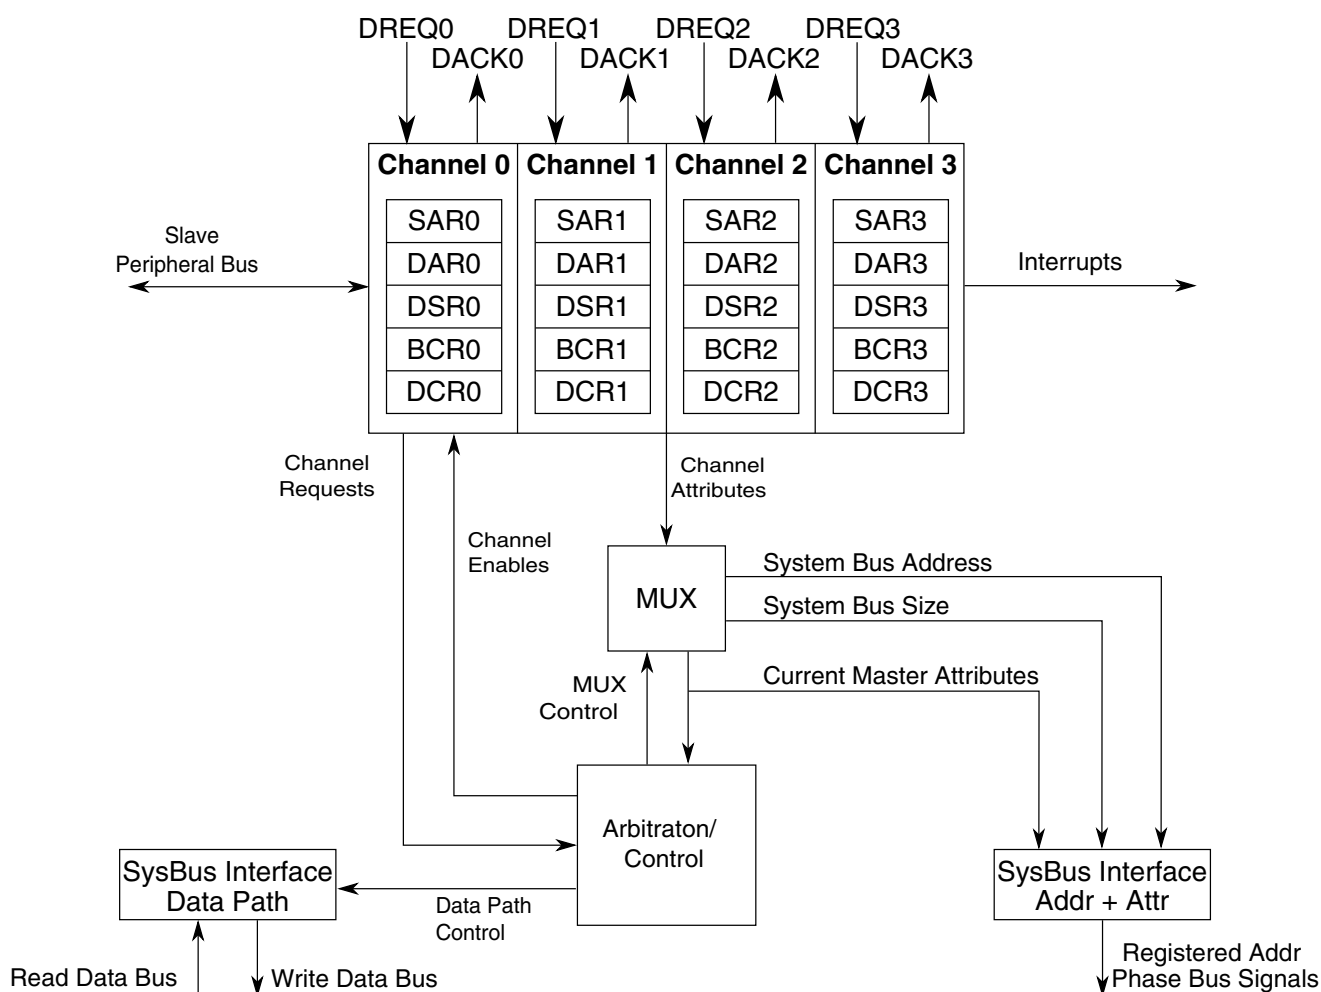 DREQ0 DREQ1 DREQ2 DREQ3
DACK0 DACK1 DACK2 DACK3
Channel 0 Channel 1 Channel 2 Channel 3
SAR0 SAR1 SAR2 SAR3
DAR0 DAR1 DAR2 DAR3
DSR0 DSR1 DSR2 DSR3
BCR0 BCR1 BCR2 BCR3
DCR0 DCR1 DCR2 DCR3
Slave
Peripheral Bus
Interrupts
Channel
Requests
Channel
Attributes
Channel
Enables
MUX
System Bus Address
System Bus Size
Current Master Attributes
MUX
Control
Arbitraton/
Control
SysBus Interface
Data Path
Data Path
Control
SysBus Interface
Addr + Attr
Read Data Bus
Write Data Bus
Registered Addr
Phase Bus Signals